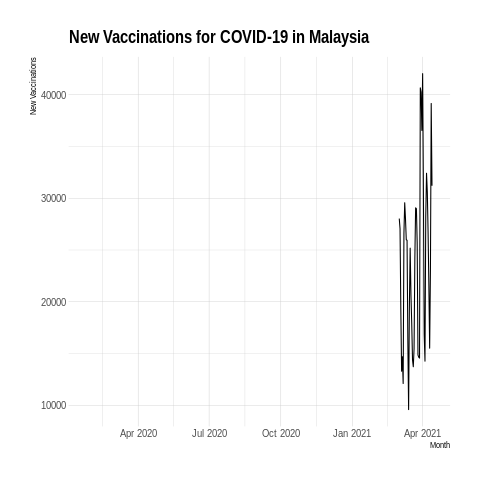 New Vaccinations for COVID-19 in Malaysia
New Vaccinations
40000
30000
20000
10000
Apr 2020 Jul 2020 Oct 2020 Jan 2021 Apr 2021
Month